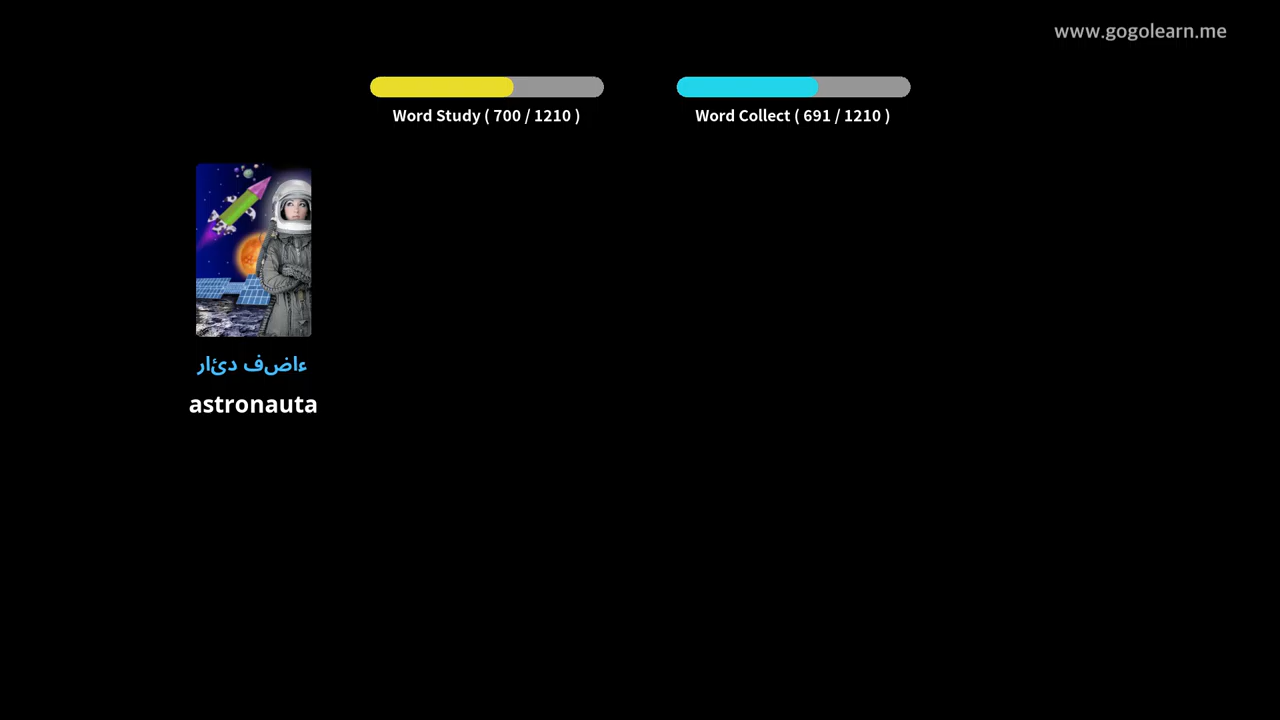 www.gogolearn.me
Word Study ( 700 / 1210 )
Word Collect ( 691 / 1210 )
ءاضف دئار
astronauta